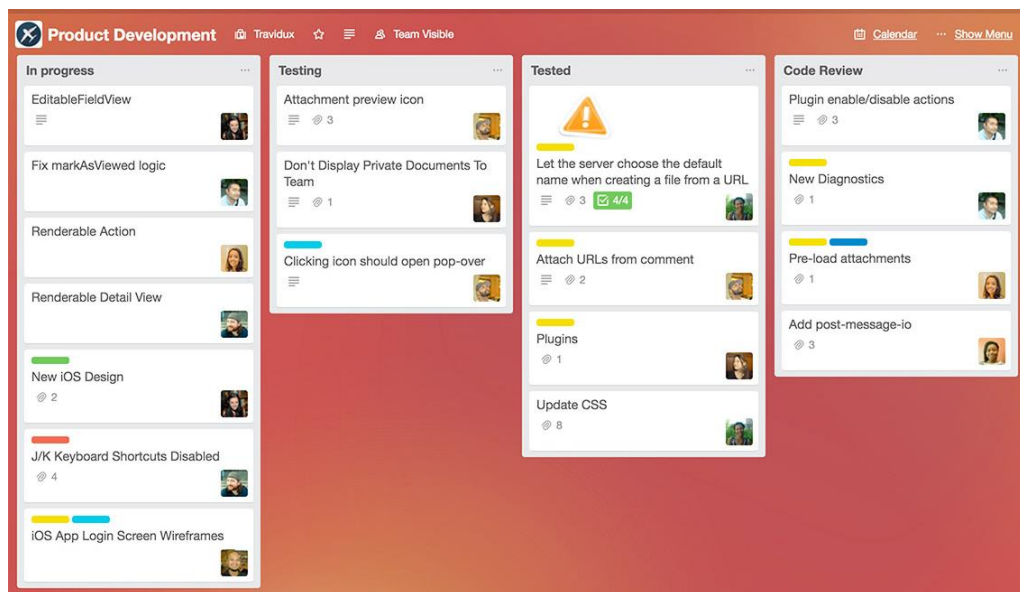 Product Development
Travidux
Team Visible
Calendar
... Show Menu
In progress
...
EditableFieldView
Fix markAsViewed logic
Renderable Action
Renderable Detail View
New iOS Design
2
J/K Keyboard Shortcuts Disabled
4
iOS App Login Screen Wireframes
Testing
...
Attachment preview icon
3
Don't Display Private Documents To
Team
1
Clicking icon should open pop-over
Tested
...
Let the server choose the default
name when creating a file from a URL
3 4/4
Attach URLs from comment
2
Plugins
1
Update CSS
8
Code Review
...
Plugin enable/disable actions
3
New Diagnostics
1
Pre-load attachments
1
Add post-message-io
3